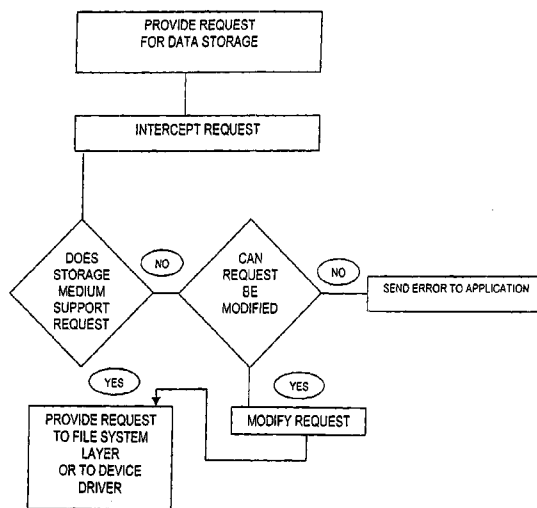 PROVIDE REQUEST
FOR DATA STORAGE
INTERCEPT REQUEST
DOES
STORAGE
MEDIUM
SUPPORT
REQUEST
NO
CAN
REQUEST
BE
MODIFIED
NO
SEND ERROR TO APPLICATION
YES
YES
PROVIDE REQUEST
TO FILE SYSTEM
LAYER
OR TO DEVICE
DRIVER
MODIFY REQUEST